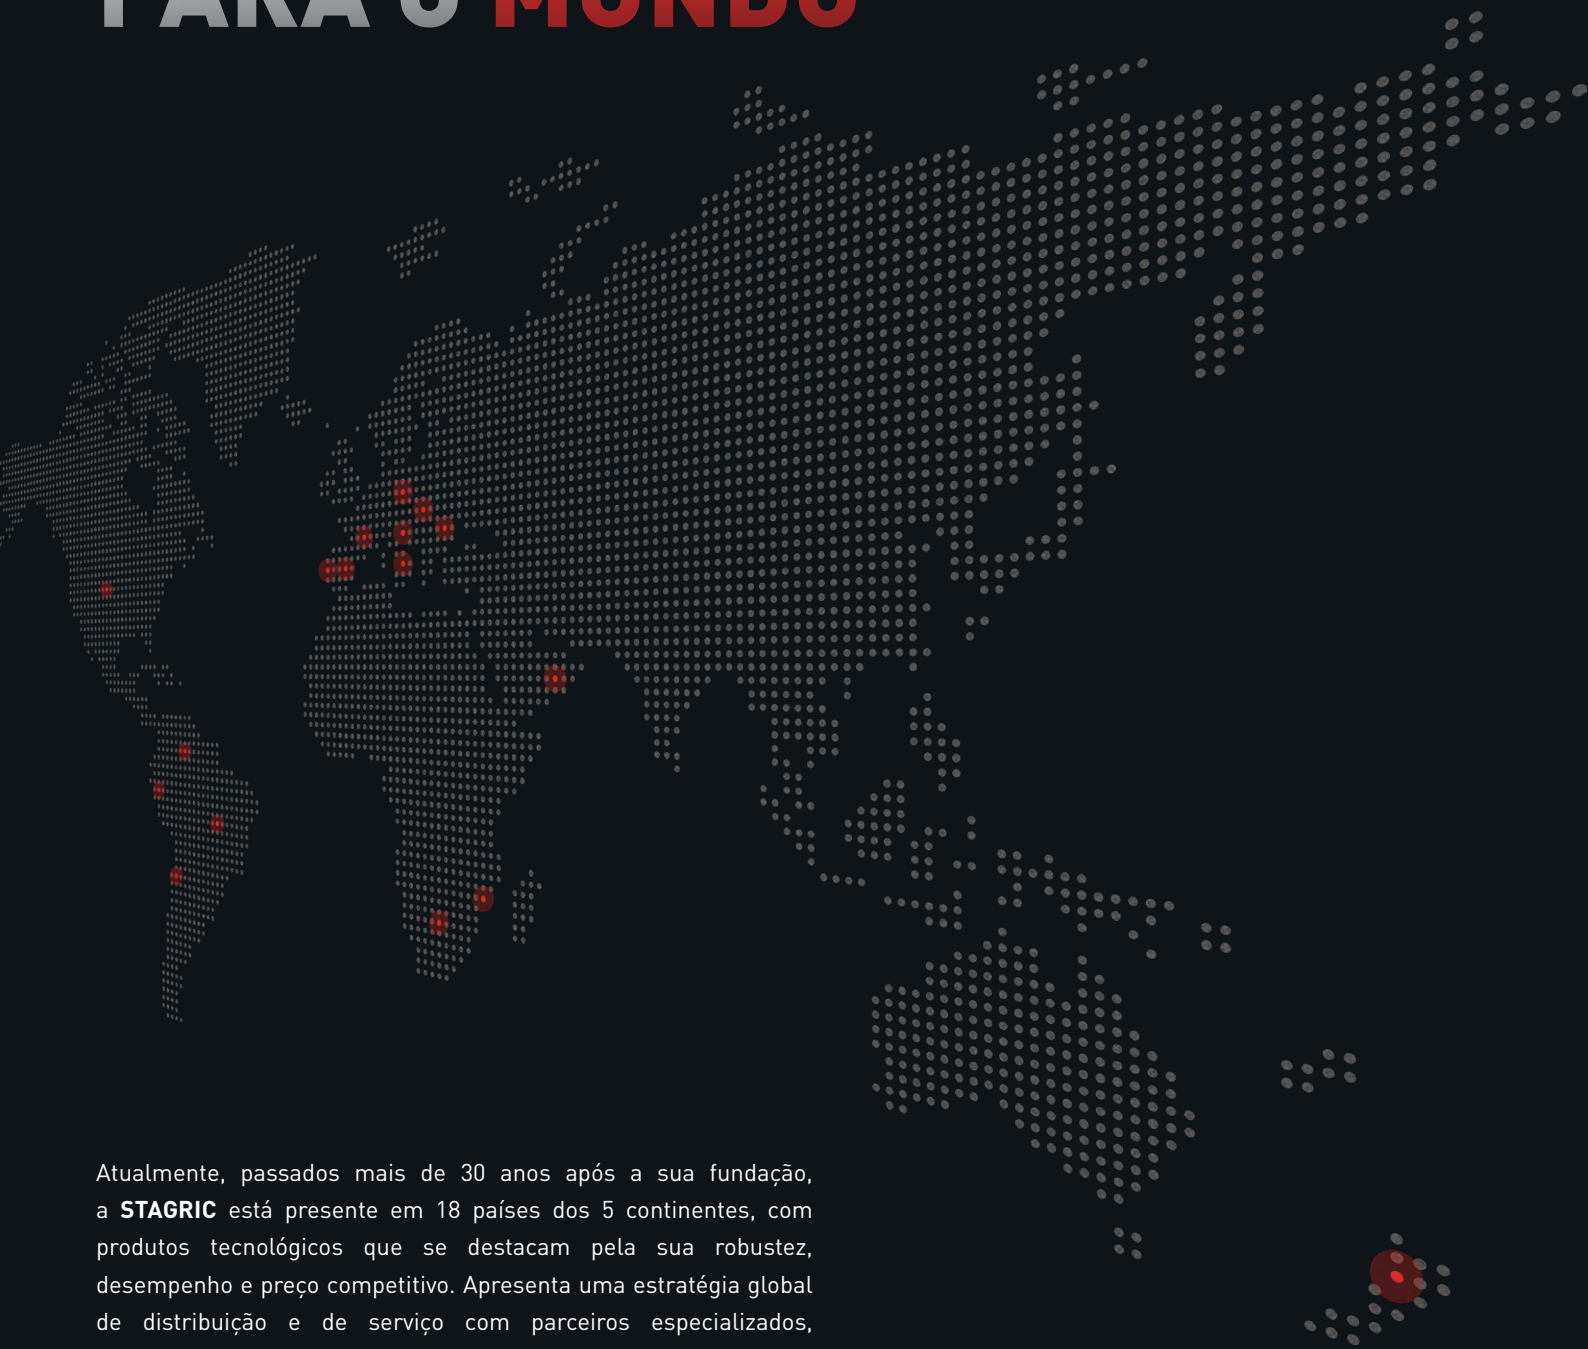 PARA O MUNDO
Atualmente, passados mais de 30 anos após a sua fundação,
a STAGRIC está presente em 18 países dos 5 continentes, com
produtos tecnológicos que se destacam pela sua robustez,
desempenho e preço competitivo. Apresenta uma estratégia global
de distribuição e de serviço com parceiros especializados,